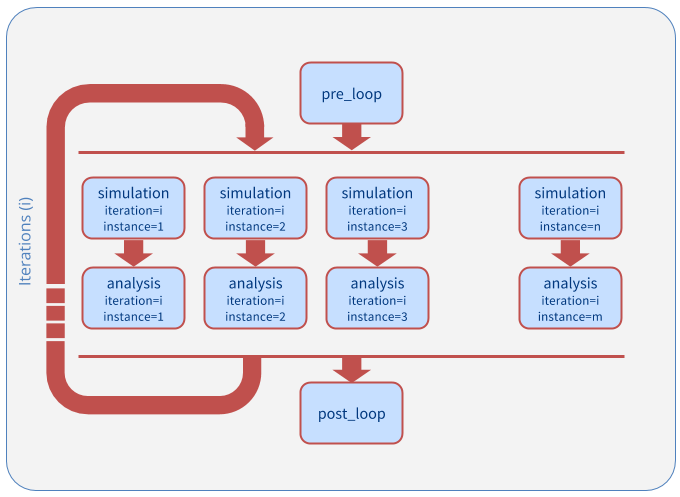 pre_loop
Iterations (i)
simulation
iteration=i
instance=1
simulation
iteration=i
instance=2
simulation
iteration=i
instance=3
simulation
iteration=i
instance=n
analysis
iteration=i
instance=1
analysis
iteration=i
instance=2
analysis
iteration=i
instance=3
analysis
iteration=i
instance=m
post_loop